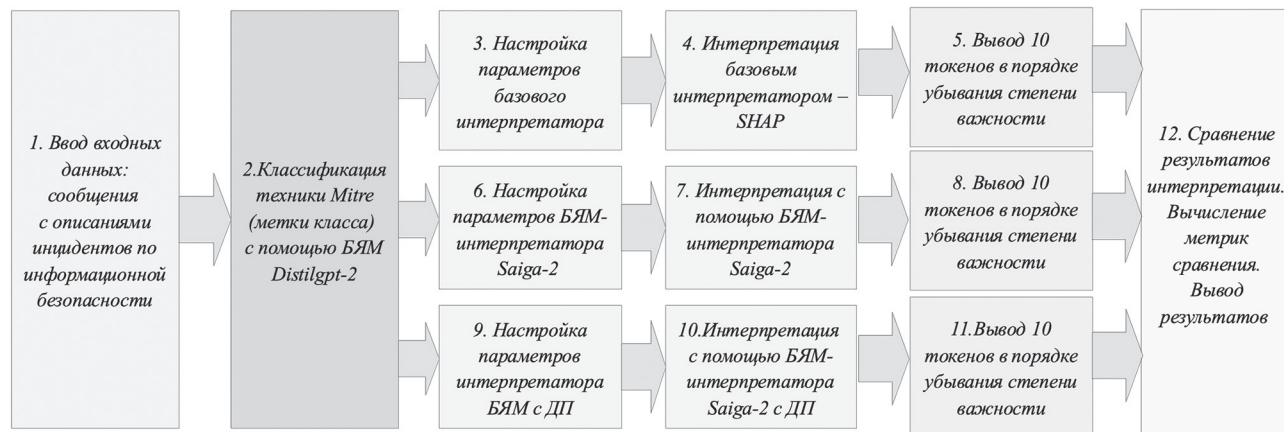 1. Ввод входных
данных:
сообщения
с описаниями
инцидентов по
информационной
безопасности
2.Классификация
техники Mitre
(метки класса)
с помощью БЯМ
Distilgpt-2
3. Настройка
параметров
базового
интерпретатора
4. Интерпретация
базовым
интерпретатором –
SHAP
5. Вывод 10
токенов в порядке
убывания степени
важности
6. Настройка
параметров БЯМ-
интерпретатора
Saiga-2
7. Интерпретация с
помощью БЯМ-
интерпретатора
Saiga-2
8. Вывод 10
токенов в порядке
убывания степени
важности
9. Настройка
параметров
интерпретатора
БЯМ с ДП
10.Интерпретация
с помощью БЯМ-
интерпретатора
Saiga-2 с ДП
11.Вывод 10
токенов в порядке
убывания степени
важности
12. Сравнение
результатов
интерпретации.
Вычисление
метрик
сравнения.
Вывод
результатов